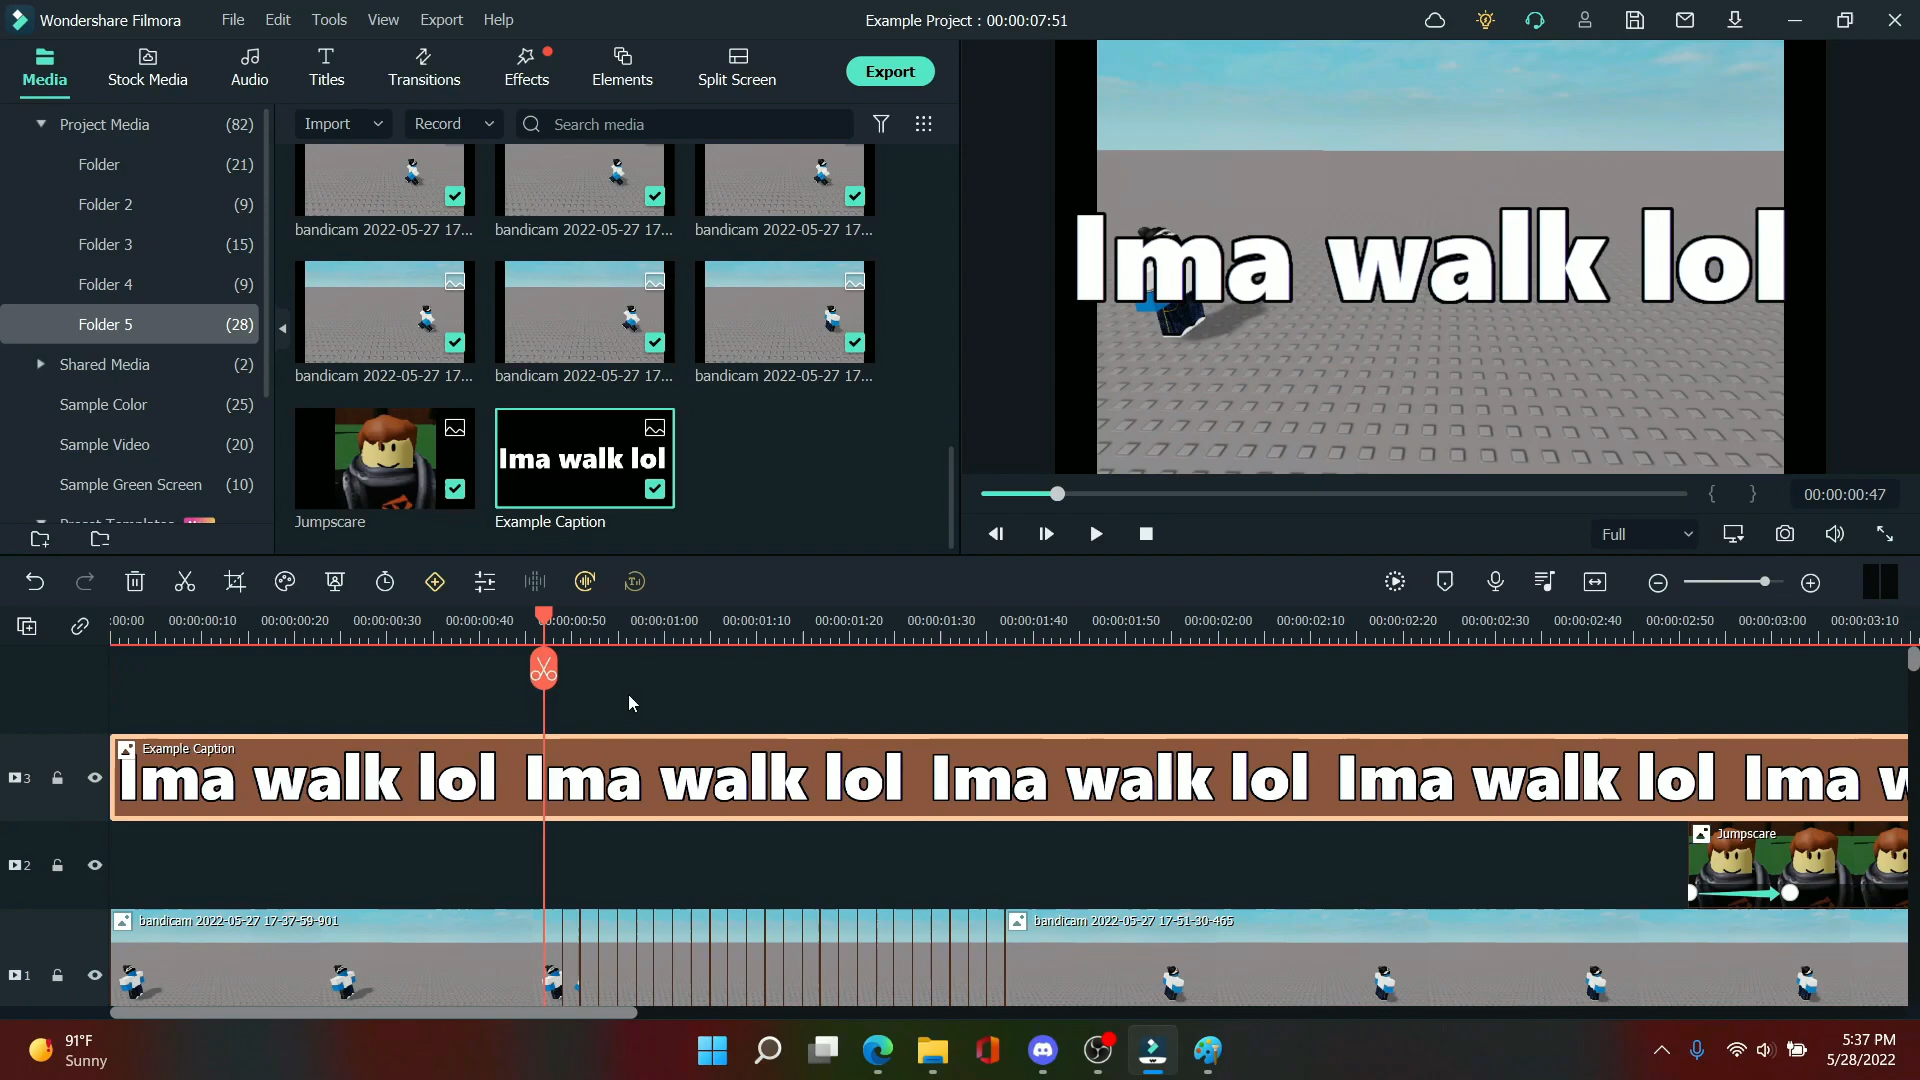 Wondershare Filmora File Edit Tools View Export Help Example Project : 00:00:07:51
Media Stock Media Audio Titles Transitions Effects Elements Split Screen Export
Project Media (82)
Folder (21)
Folder 2 (9)
Folder 3 (15)
Folder 4 (9)
Folder 5 (28)
Shared Media (2)
Sample Color (25)
Sample Video (20)
Sample Green Screen (10)
Import Record Search media
bandicam 2022-05-27 17... bandicam 2022-05-27 17... bandicam 2022-05-27 17...
bandicam 2022-05-27 17... bandicam 2022-05-27 17... bandicam 2022-05-27 17...
Ima walk lol
Jumpscare Example Caption
Ima walk lol
{ } 00:00:00:47
Full
:00:00 00:00:00:10 00:00:00:20 00:00:00:30 00:00:00:40 00:00:00:50 00:00:01:00 00:00:01:10 00:00:01:20 00:00:01:30 00:00:01:40 00:00:01:50 00:00:02:00 00:00:02:10 00:00:02:20 00:00:02:30 00:00:02:40 00:00:02:50 00:00:03:00 00:00:03:10
Example Caption
3 Ima walk lol Ima walk lol Ima walk lol Ima walk lol Ima w
Jumpscare
2
bandicam 2022-05-27 17-37-59-901 bandicam 2022-05-27 17-51-30-465
1
91°F
Sunny
5:37 PM
5/28/2022